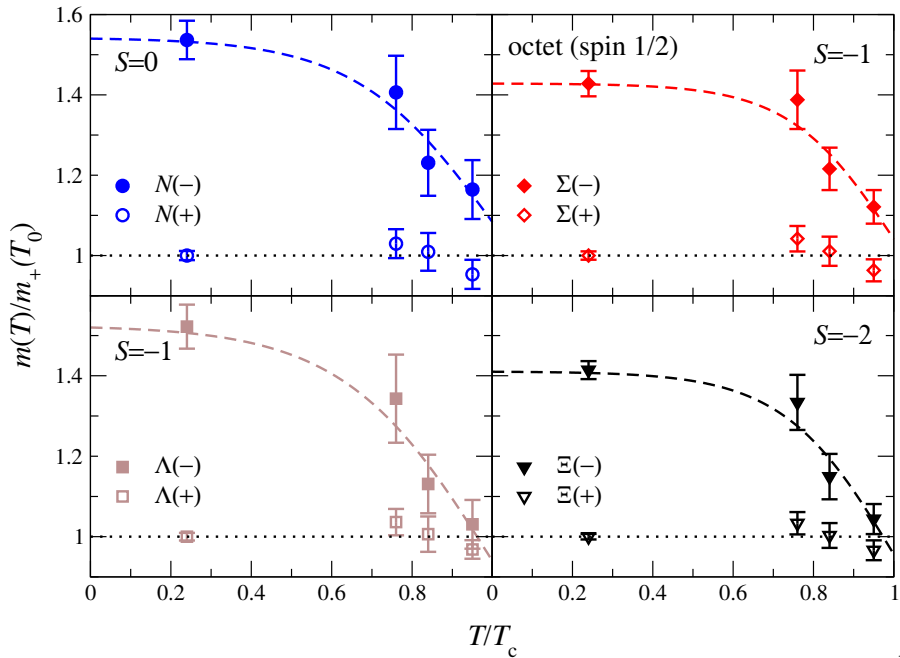 S=0
N(−)
N(+)
octet (spin 1/2)
S=−1
Σ(−)
Σ(+)
1.6
1.4
1.2
1
S=−1
Λ(−)
Λ(+)
S=−2
Ξ(−)
Ξ(+)
1.4
1.2
1
0 0.2 0.4 0.6 0.8
0 0.2 0.4 0.6 0.8 1
m(T)/m₊(T₀)
T/T_c